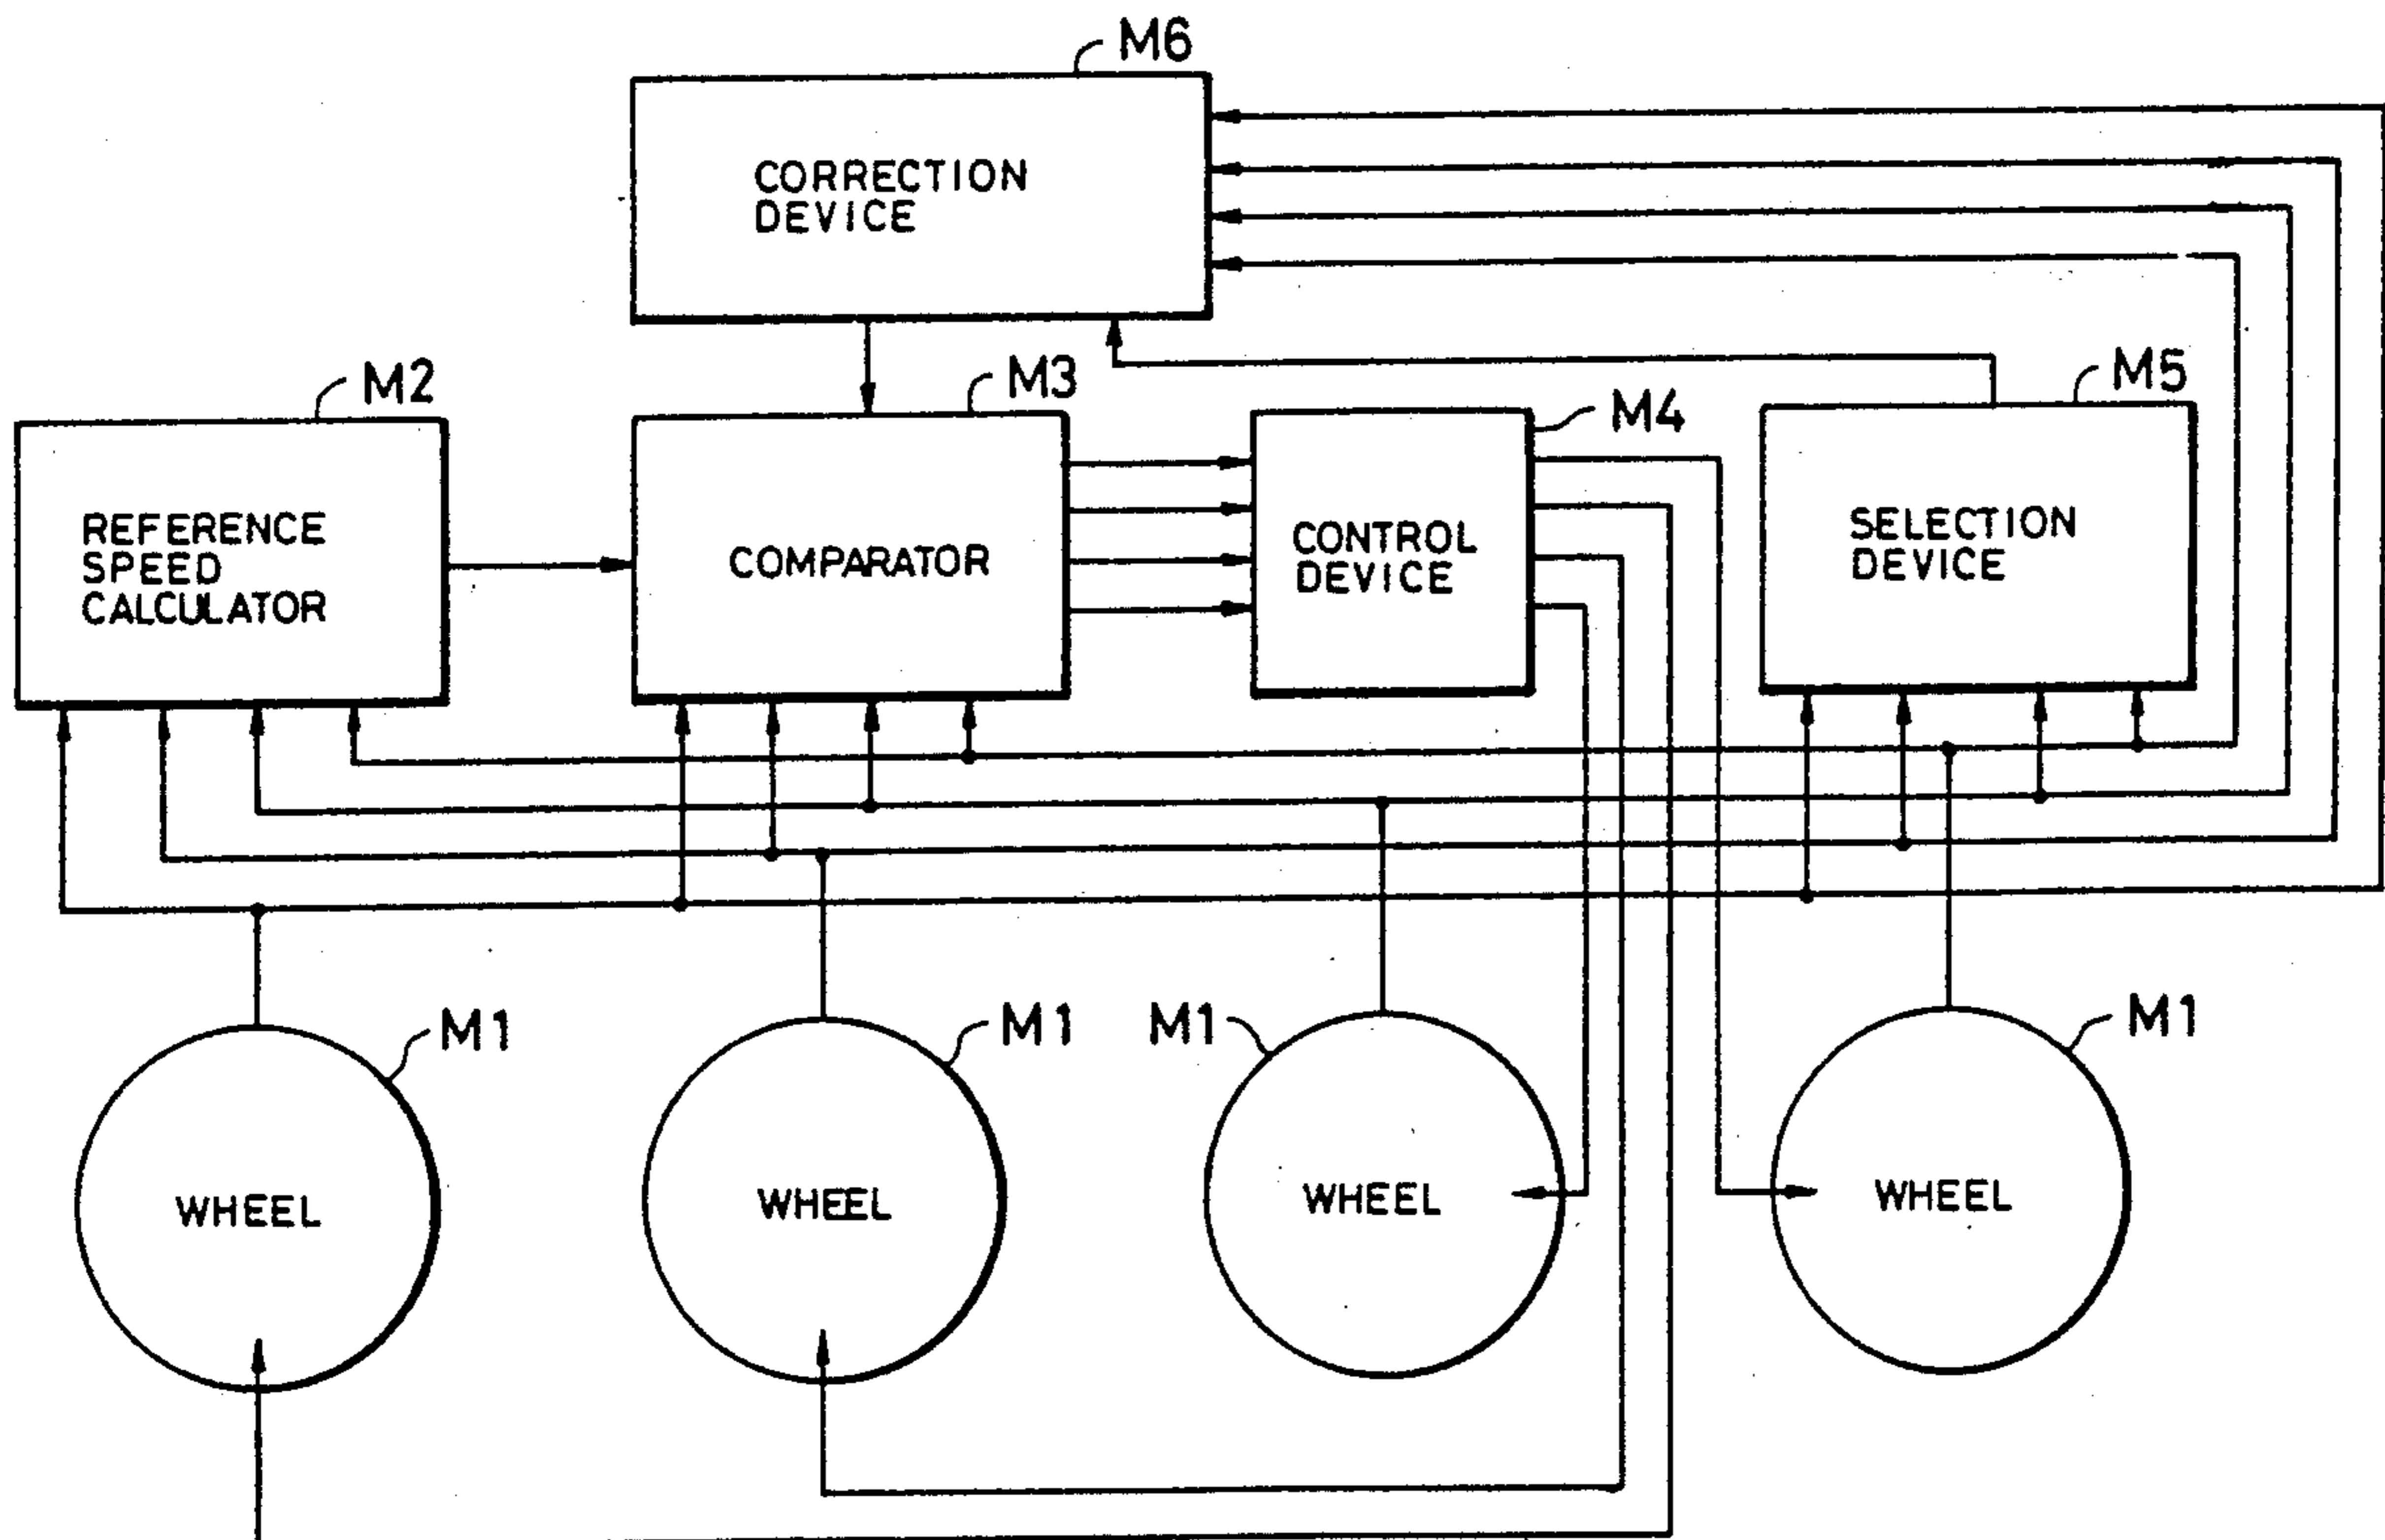 M6
CORRECTION
DEVICE
M2
M3
M4
M5
REFERENCE
SPEED
CALCULATOR
COMPARATOR
CONTROL
DEVICE
SELECTION
DEVICE
M1
M1
M1
M1
WHEEL
WHEEL
WHEEL
WHEEL